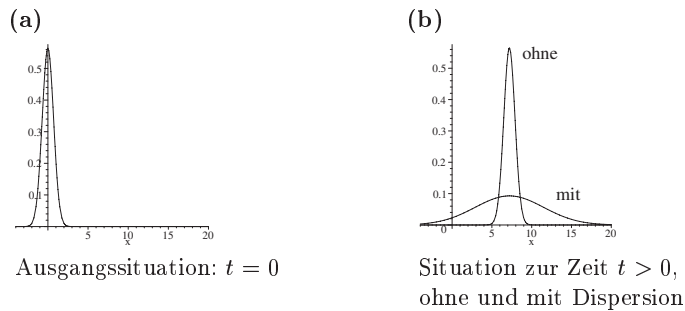 (a)
0.5
0.4
0.3
0.2
0.1
5
10
15
20
x
Ausgangssituation: t = 0
(b)
ohne
0.5
0.4
0.3
0.2
0.1
mit
0
5
10
15
20
x
Situation zur Zeit t > 0,
ohne und mit Dispersion